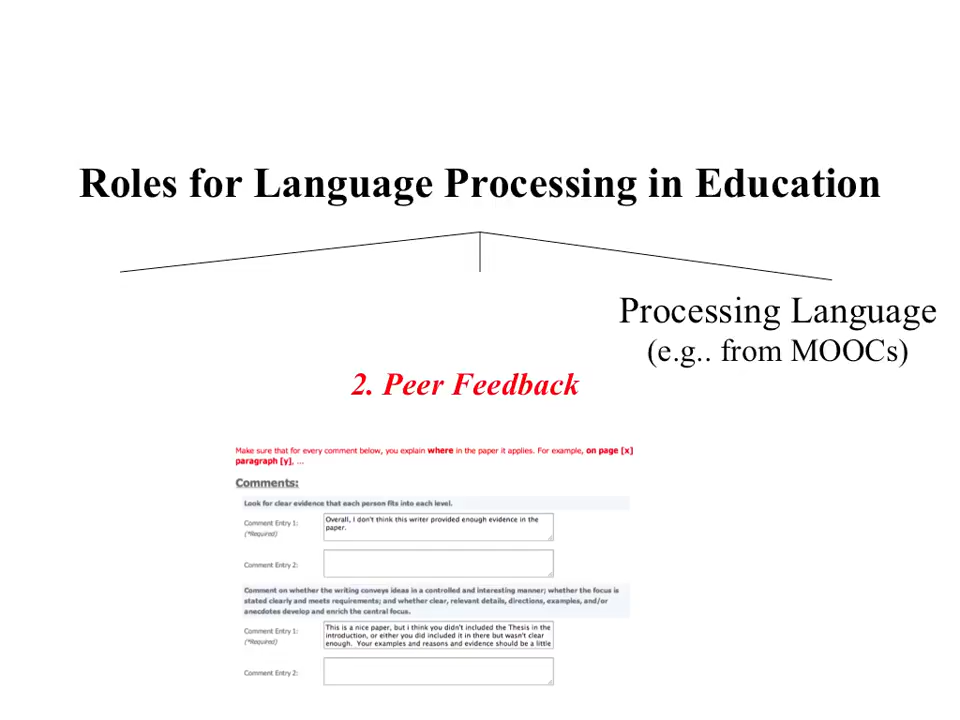 Roles for Language Processing in Education
Processing Language
(e.g.. from MOOCs)
2. Peer Feedback
Make sure that for every comment below, you explain where in the paper it applies. For example, on page [x]
paragraph [y], ...
Comments:
Look for clear evidence that each person fits into each level.
Comment Entry 1:
(*Required)
Overall, I don't think this writer provided enough evidence in the
paper.
Comment Entry 2:
Comment on whether the writing conveys ideas in a controlled and interesting manner; whether the focus is
stated clearly and meets requirements; and whether clear, relevant details, directions, examples, and/or
anecdotes develop and enrich the central focus.
Comment Entry 1:
(*Required)
This is a nice paper, but i think you didn't included the Thesis in the
introduction, or either you did included it in there but wasn't clear
enough. Your examples and reasons and evidence should be a little
Comment Entry 2: